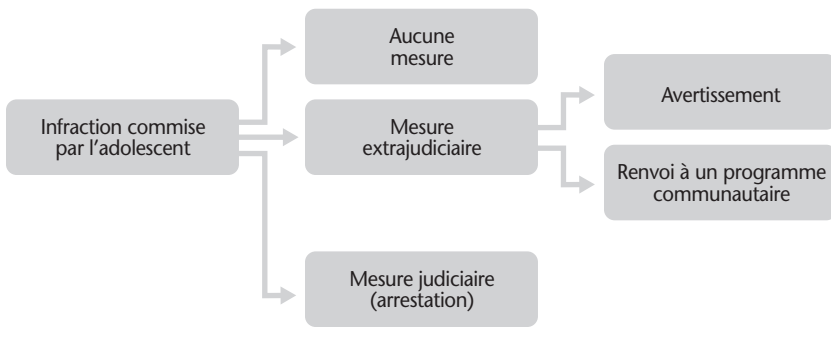 Aucune
mesure
Infraction commise
par l'adolescent
Mesure
extrajudiciaire
Avertissement
Renvoi à un programme
communautaire
Mesure judiciaire
(arrestation)